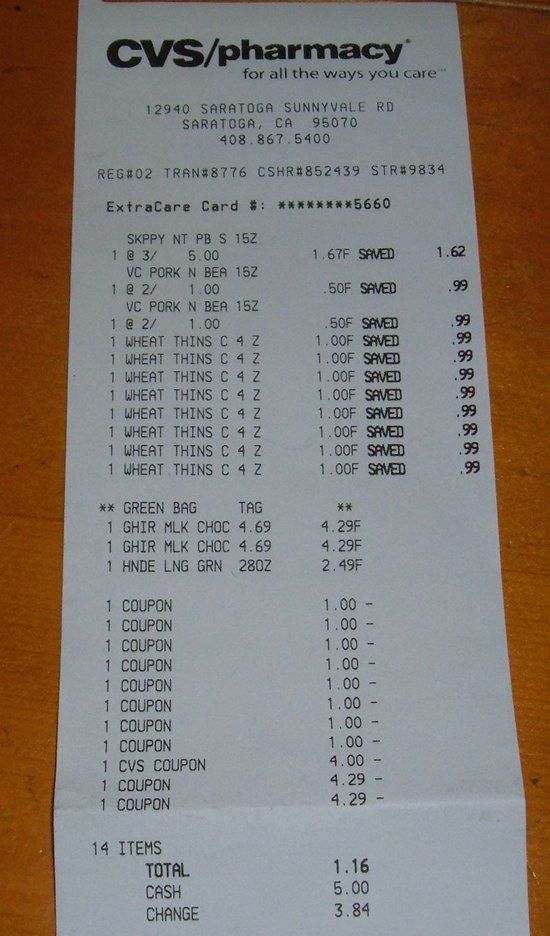 CVS/pharmacy
for all the ways you care™
12940 SARATOGA SUNNYVALE RD
SARATOGA, CA 95070
408.867.5400
REG#02 TRAN#8776 CSHR#852439 STR#9834
ExtraCare Card #: ********5660
SKPPY NT PB S 15Z
1 @ 3/ 5.00 1.67F SAVED 1.62
VC PORK N BEA 15Z
1 @ 2/ 1.00 .50F SAVED .99
VC PORK N BEA 15Z
1 @ 2/ 1.00 .50F SAVED .99
1 WHEAT THINS C 4 Z 1.00F SAVED .99
1 WHEAT THINS C 4 Z 1.00F SAVED .99
1 WHEAT THINS C 4 Z 1.00F SAVED .99
1 WHEAT THINS C 4 Z 1.00F SAVED .99
1 WHEAT THINS C 4 Z 1.00F SAVED .99
1 WHEAT THINS C 4 Z 1.00F SAVED .99
1 WHEAT THINS C 4 Z 1.00F SAVED .99
1 WHEAT THINS C 4 Z 1.00F SAVED .99
** GREEN BAG TAG **
1 GHIR MLK CHOC 4.69 4.29F
1 GHIR MLK CHOC 4.69 4.29F
1 HNDE LNG GRN 28OZ 2.49F
1 COUPON 1.00 -
1 COUPON 1.00 -
1 COUPON 1.00 -
1 COUPON 1.00 -
1 COUPON 1.00 -
1 COUPON 1.00 -
1 COUPON 1.00 -
1 COUPON 1.00 -
1 CVS COUPON 4.00 -
1 COUPON 4.29 -
1 COUPON 4.29 -
14 ITEMS
TOTAL 1.16
CASH 5.00
CHANGE 3.84